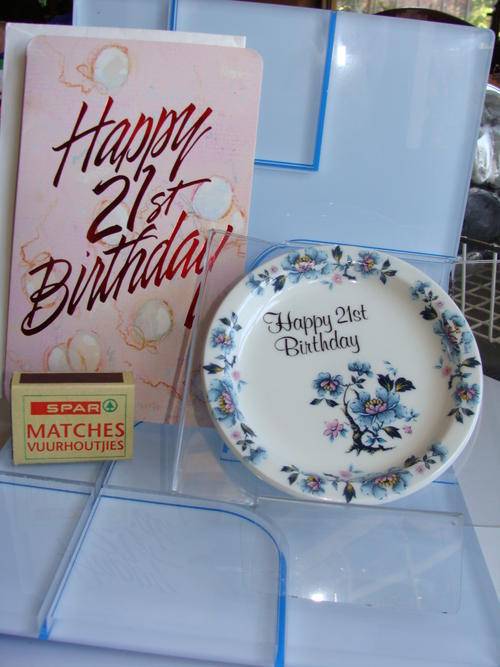 Happy
21st
Birthday
Happy 21st
Birthday
SPAR
MATCHES
VUURHOUTJIES